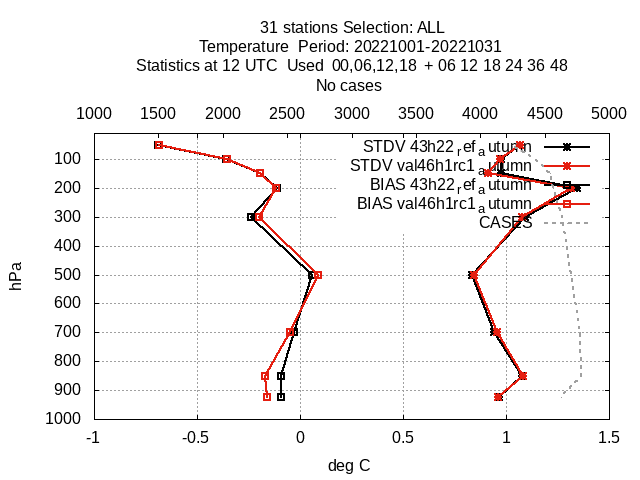 31 stations Selection: ALL
Temperature  Period: 20221001-20221031
Statistics at 12 UTC  Used  00,06,12,18  + 06 12 18 24 36 48
No cases
1000 1500 2000 2500 3000 3500 4000 4500 5000
STDV 43h22_ref_autumn
STDV val46h1rc1_autumn
BIAS 43h22_ref_autumn
BIAS val46h1rc1_autumn
CASES
100
200
300
400
500
600
700
800
900
1000
hPa
-1 -0.5 0 0.5 1 1.5
deg C